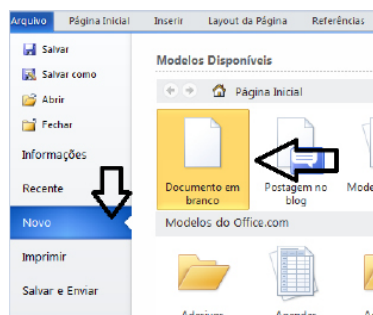 Arquivo Página Inicial Inserir Layout da Página Referências
Salvar
Salvar como
Abrir
Fechar
Informações
Recente
Novo
Imprimir
Salvar e Enviar
Modelos Disponíveis
Página Inicial
Documento em
branco
Postagem no
blog
Modelos do Office.com